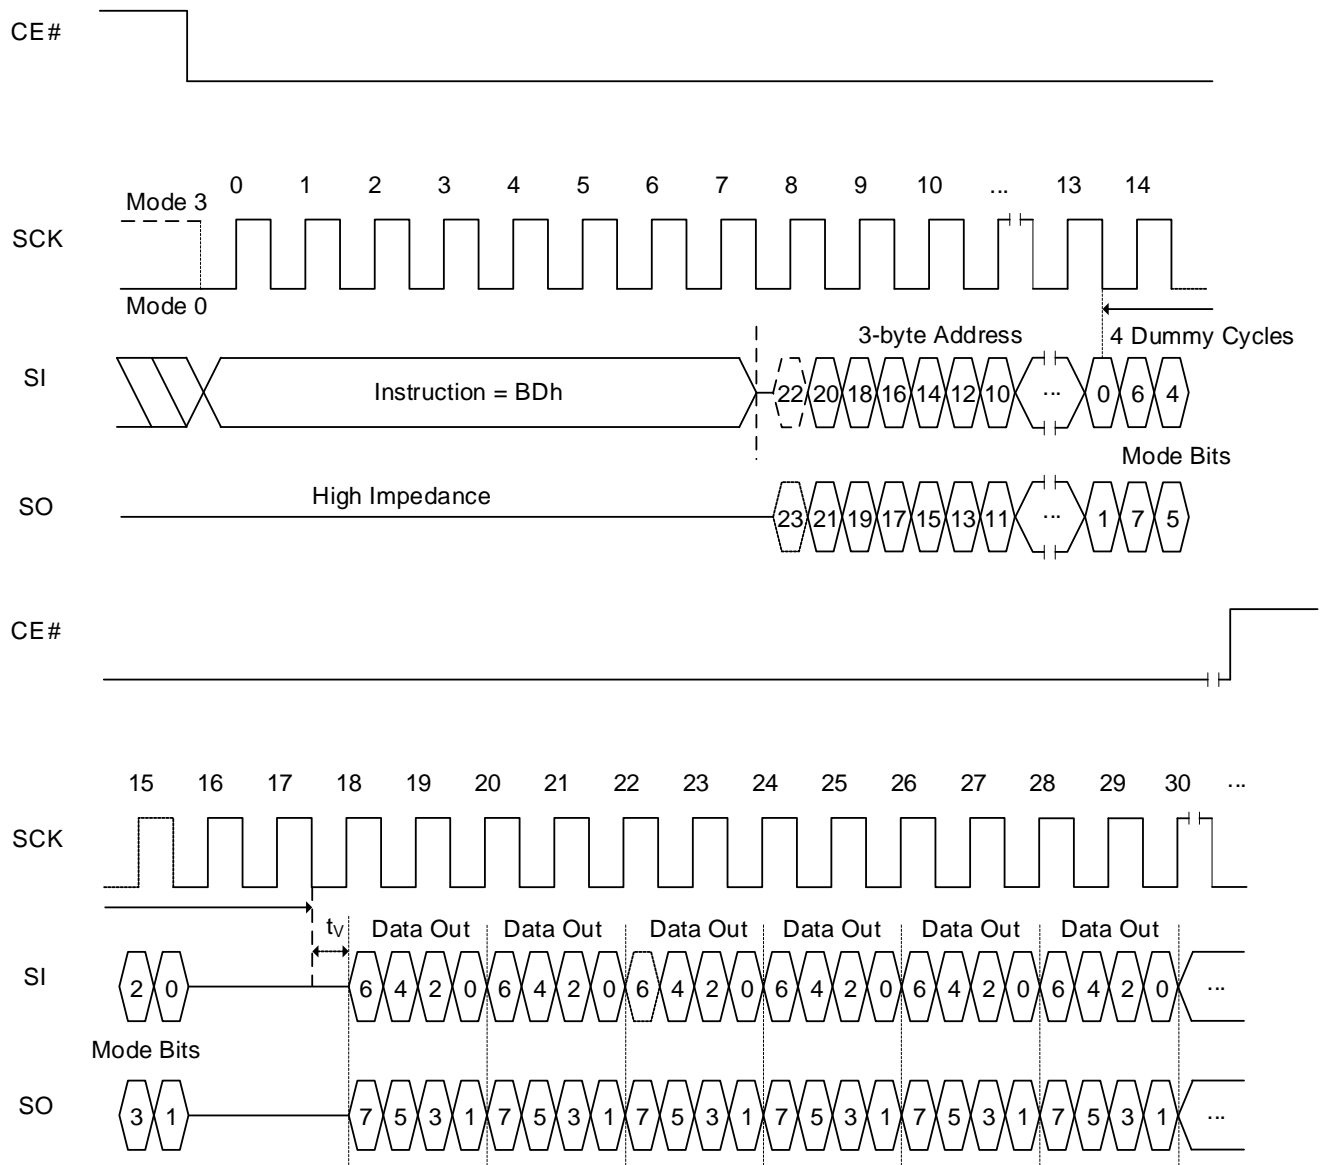 CE#
0 1 2 3 4 5 6 7 8 9 10 ... 13 14
Mode 3
SCK
Mode 0
3-byte Address 4 Dummy Cycles
SI
Instruction = BDh
22 20 18 16 14 12 10 ... 0 6 4
Mode Bits
High Impedance
SO
23 21 19 17 15 13 11 ... 1 7 5
CE#
15 16 17 18 19 20 21 22 23 24 25 26 27 28 29 30 ...
SCK
tV Data Out Data Out Data Out Data Out Data Out Data Out
SI
2 0 6 4 2 0 6 4 2 0 6 4 2 0 6 4 2 0 6 4 2 0 6 4 2 0 ...
Mode Bits
SO
3 1 7 5 3 1 7 5 3 1 7 5 3 1 7 5 3 1 7 5 3 1 7 5 3 1 ...